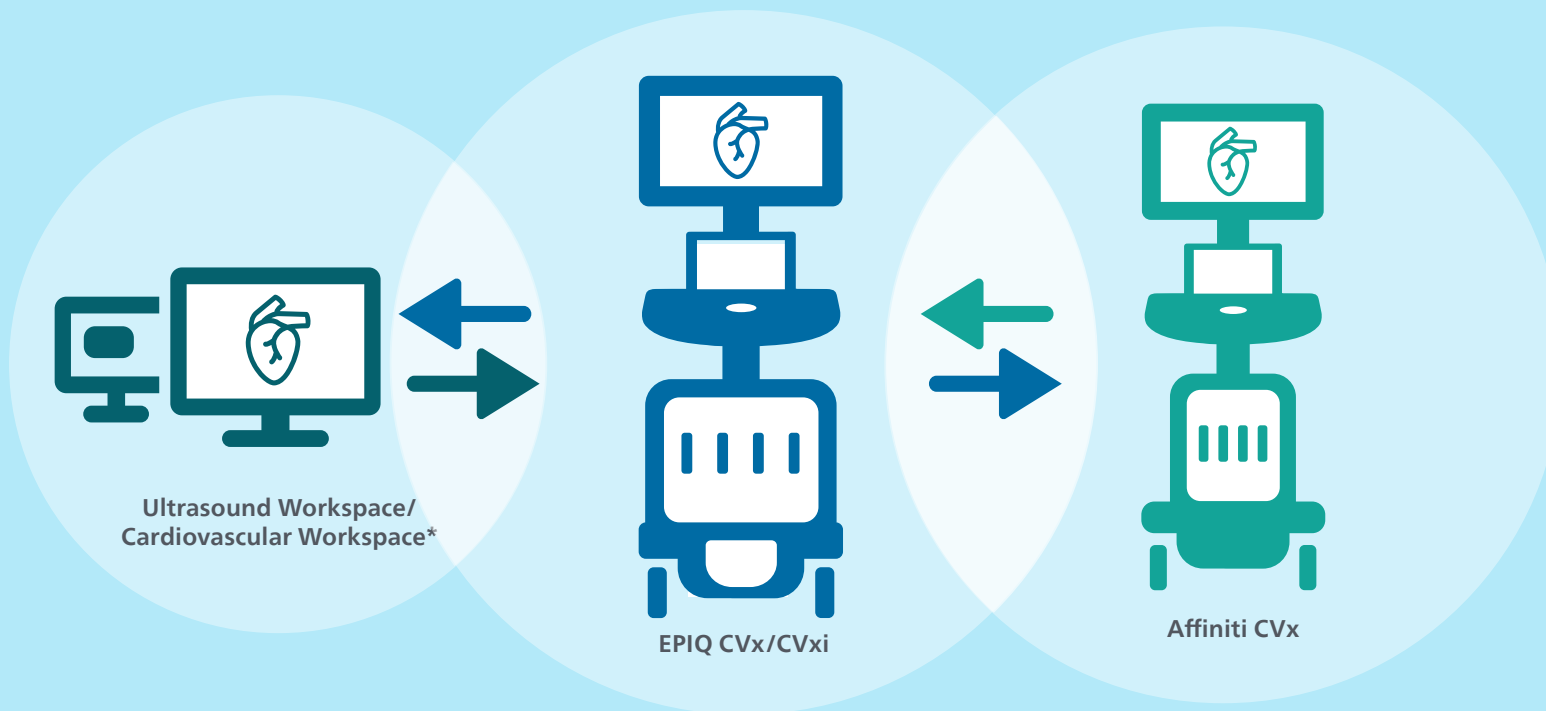 Ultrasound Workspace/
Cardiovascular Workspace*
EPIQ CVx/CVxi
Affiniti CVx